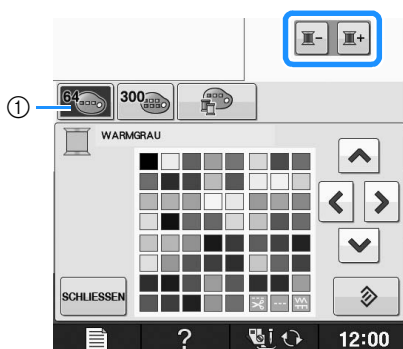 - +
① 64 300
WARMGRAU
SCHLIESSEN
? 12:00